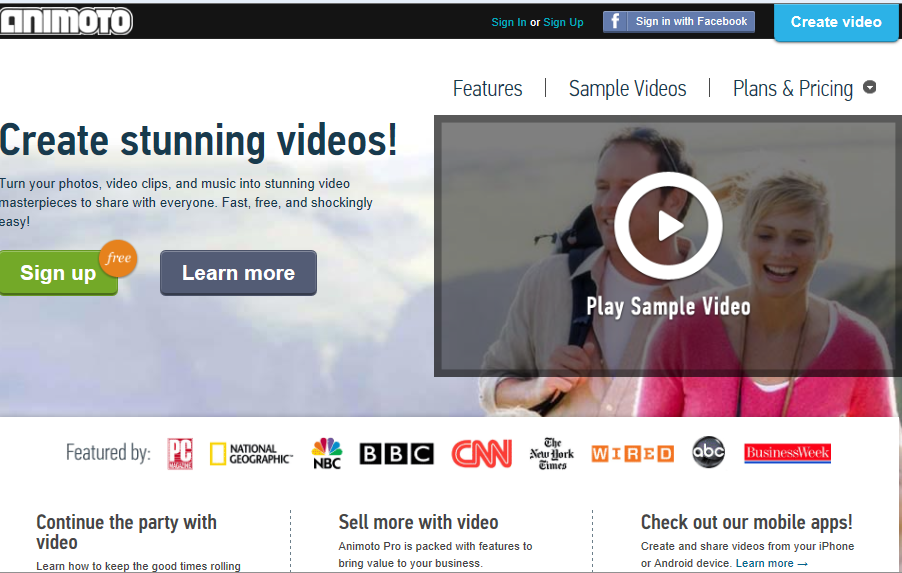 ANIMOTO
Sign In or Sign Up
f Sign in with Facebook
Create video
Features
Sample Videos
Plans & Pricing
Create stunning videos!
Turn your photos, video clips, and music into stunning video
masterpieces to share with everyone. Fast, free, and shockingly
easy!
Sign up
free
Learn more
Play Sample Video
Featured by:
PC
MAGAZINE
NATIONAL
GEOGRAPHIC™
NBC
BBC
CNN
The
New York
Times
WIRED
abc
BusinessWeek
Continue the party with
video
Learn how to keep the good times rolling
Sell more with video
Animoto Pro is packed with features to
bring value to your business.
Check out our mobile apps!
Create and share videos from your iPhone
or Android device. Learn more →